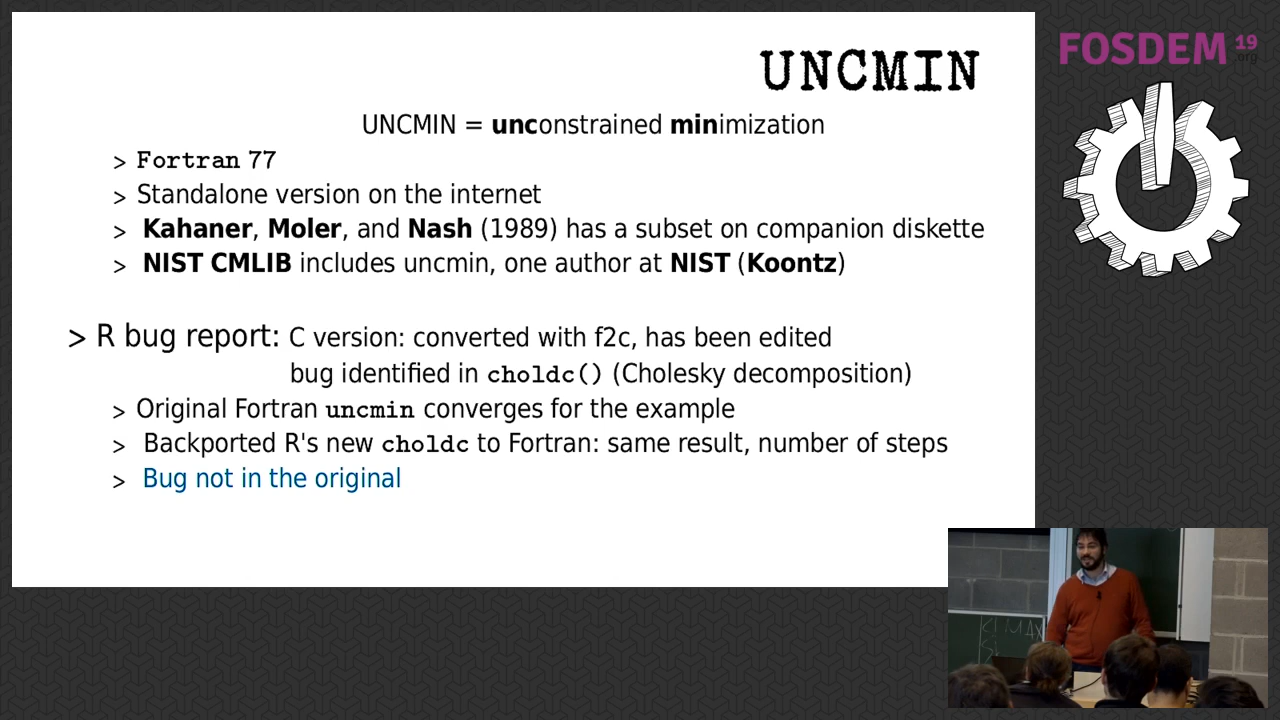 UNCMIN
UNCMIN = unconstrained minimization
> Fortran 77
> Standalone version on the internet
> Kahaner, Moler, and Nash (1989) has a subset on companion diskette
> NIST CMLIB includes uncmin, one author at NIST (Koontz)
> R bug report: C version: converted with f2c, has been edited
bug identified in choldc() (Cholesky decomposition)
> Original Fortran uncmin converges for the example
> Backported R's new choldc to Fortran: same result, number of steps
> Bug not in the original
FOSDEM 19
.org